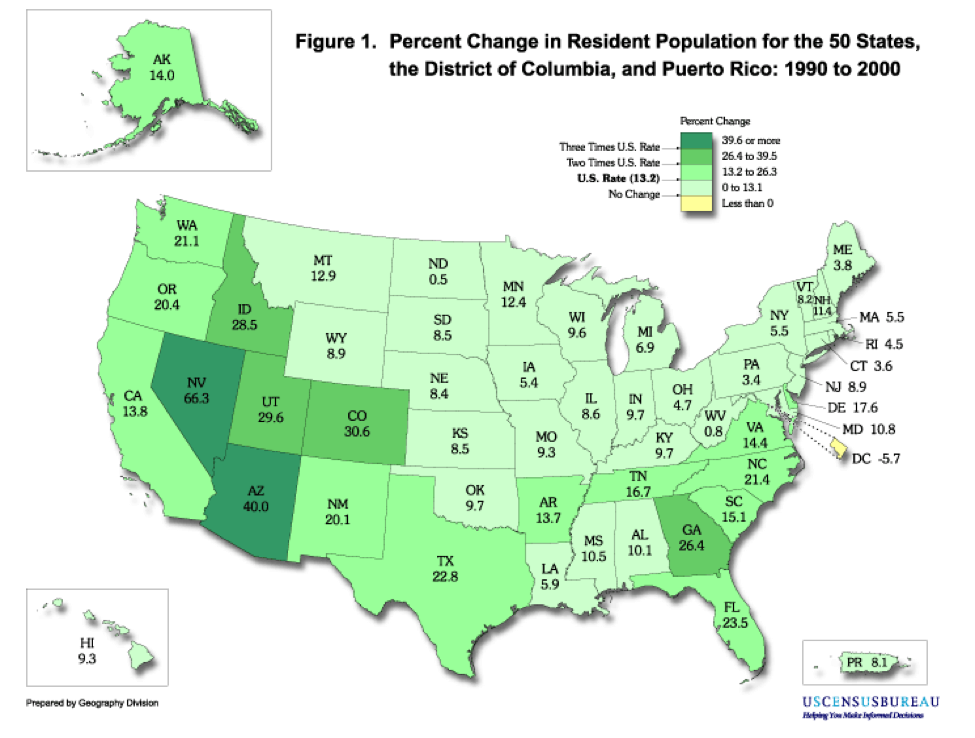 Figure 1. Percent Change in Resident Population for the 50 States,
the District of Columbia, and Puerto Rico: 1990 to 2000
AK
14.0
Percent Change
Three Times U.S. Rate
Two Times U.S. Rate
U.S. Rate (13.2)
No Change
39.6 or more
26.4 to 39.5
13.2 to 26.3
0 to 13.1
Less than 0
WA
21.1
OR
20.4
CA
13.8
ID
28.5
NV
66.3
UT
29.6
AZ
40.0
MT
12.9
WY
8.9
CO
30.6
NM
20.1
ND
0.5
SD
8.5
NE
8.4
KS
8.5
OK
9.7
TX
22.8
MN
12.4
IA
5.4
MO
9.3
AR
13.7
LA
5.9
WI
9.6
IL
8.6
MI
6.9
IN
9.7
OH
4.7
KY
9.7
TN
16.7
MS
10.5
AL
10.1
GA
26.4
FL
23.5
SC
15.1
NC
21.4
VA
14.4
WV
0.8
PA
3.4
NY
5.5
VT
8.2
NH
11.4
ME
3.8
MA 5.5
RI 4.5
CT 3.6
NJ 8.9
DE 17.6
MD 10.8
DC -5.7
HI
9.3
PR 8.1
Prepared by Geography Division
USCENSUSBUREAU
Helping You Make Informed Decisions